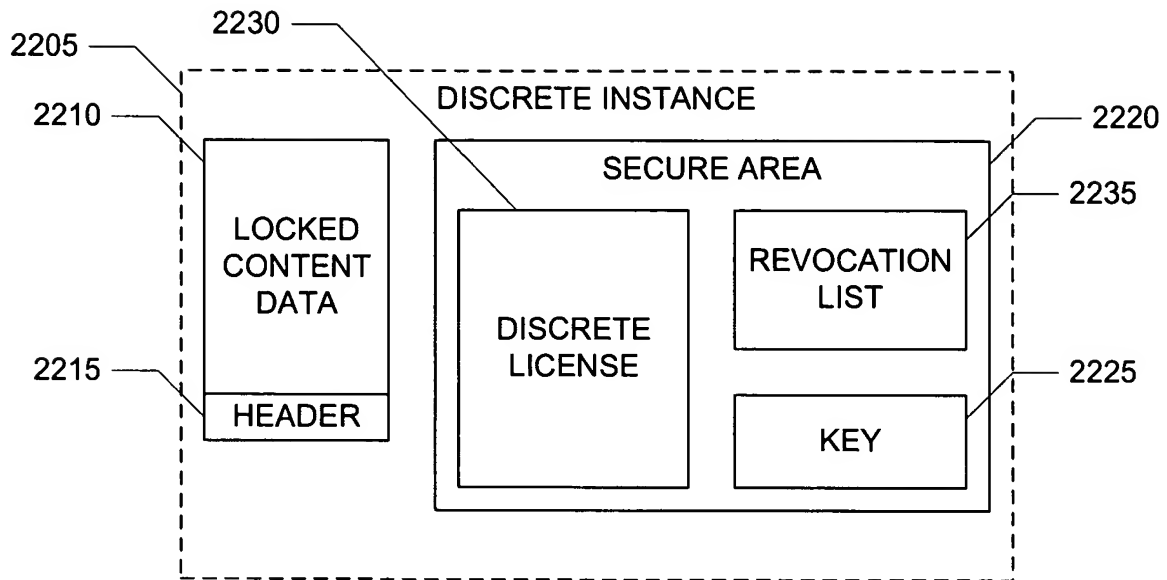 2230
2205
DISCRETE INSTANCE
2210
2220
SECURE AREA
2235
LOCKED
CONTENT
DATA
REVOCATION
LIST
DISCRETE
LICENSE
2215
2225
HEADER
KEY